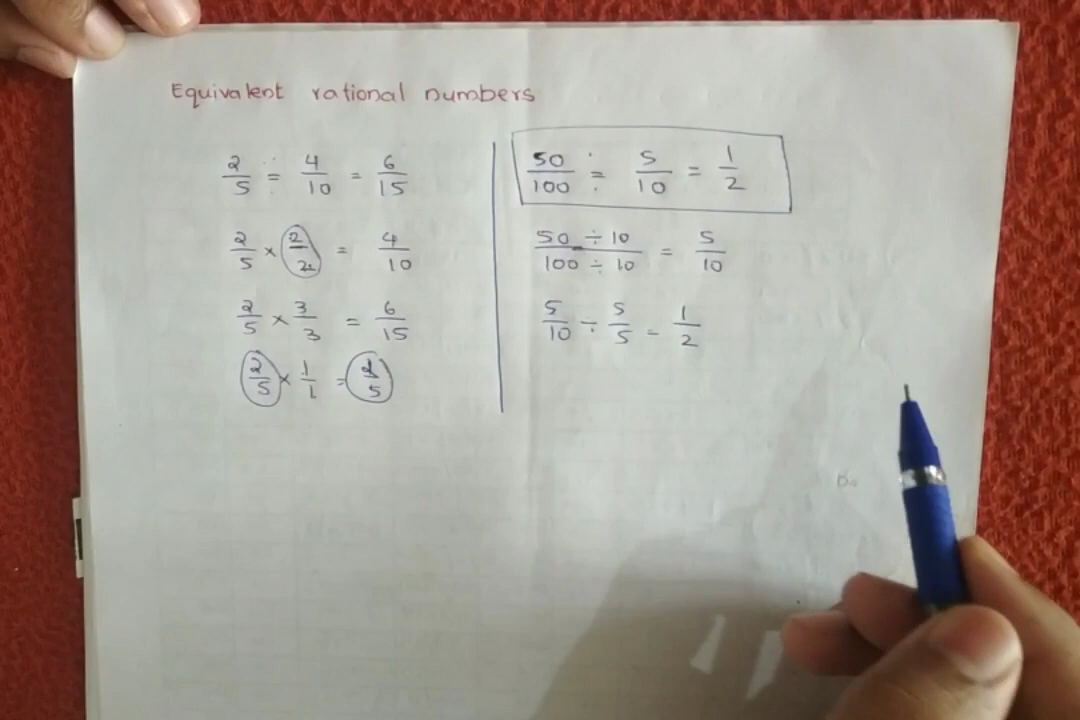 Equivalent rational numbers
2/5 = 4/10 = 6/15
2/5 × 2/2 = 4/10
2/5 × 3/3 = 6/15
2/5 × 1/1 = 2/5
50/100 = 5/10 = 1/2
50 ÷ 10 / 100 ÷ 10 = 5/10
5/10 ÷ 5/5 = 1/2